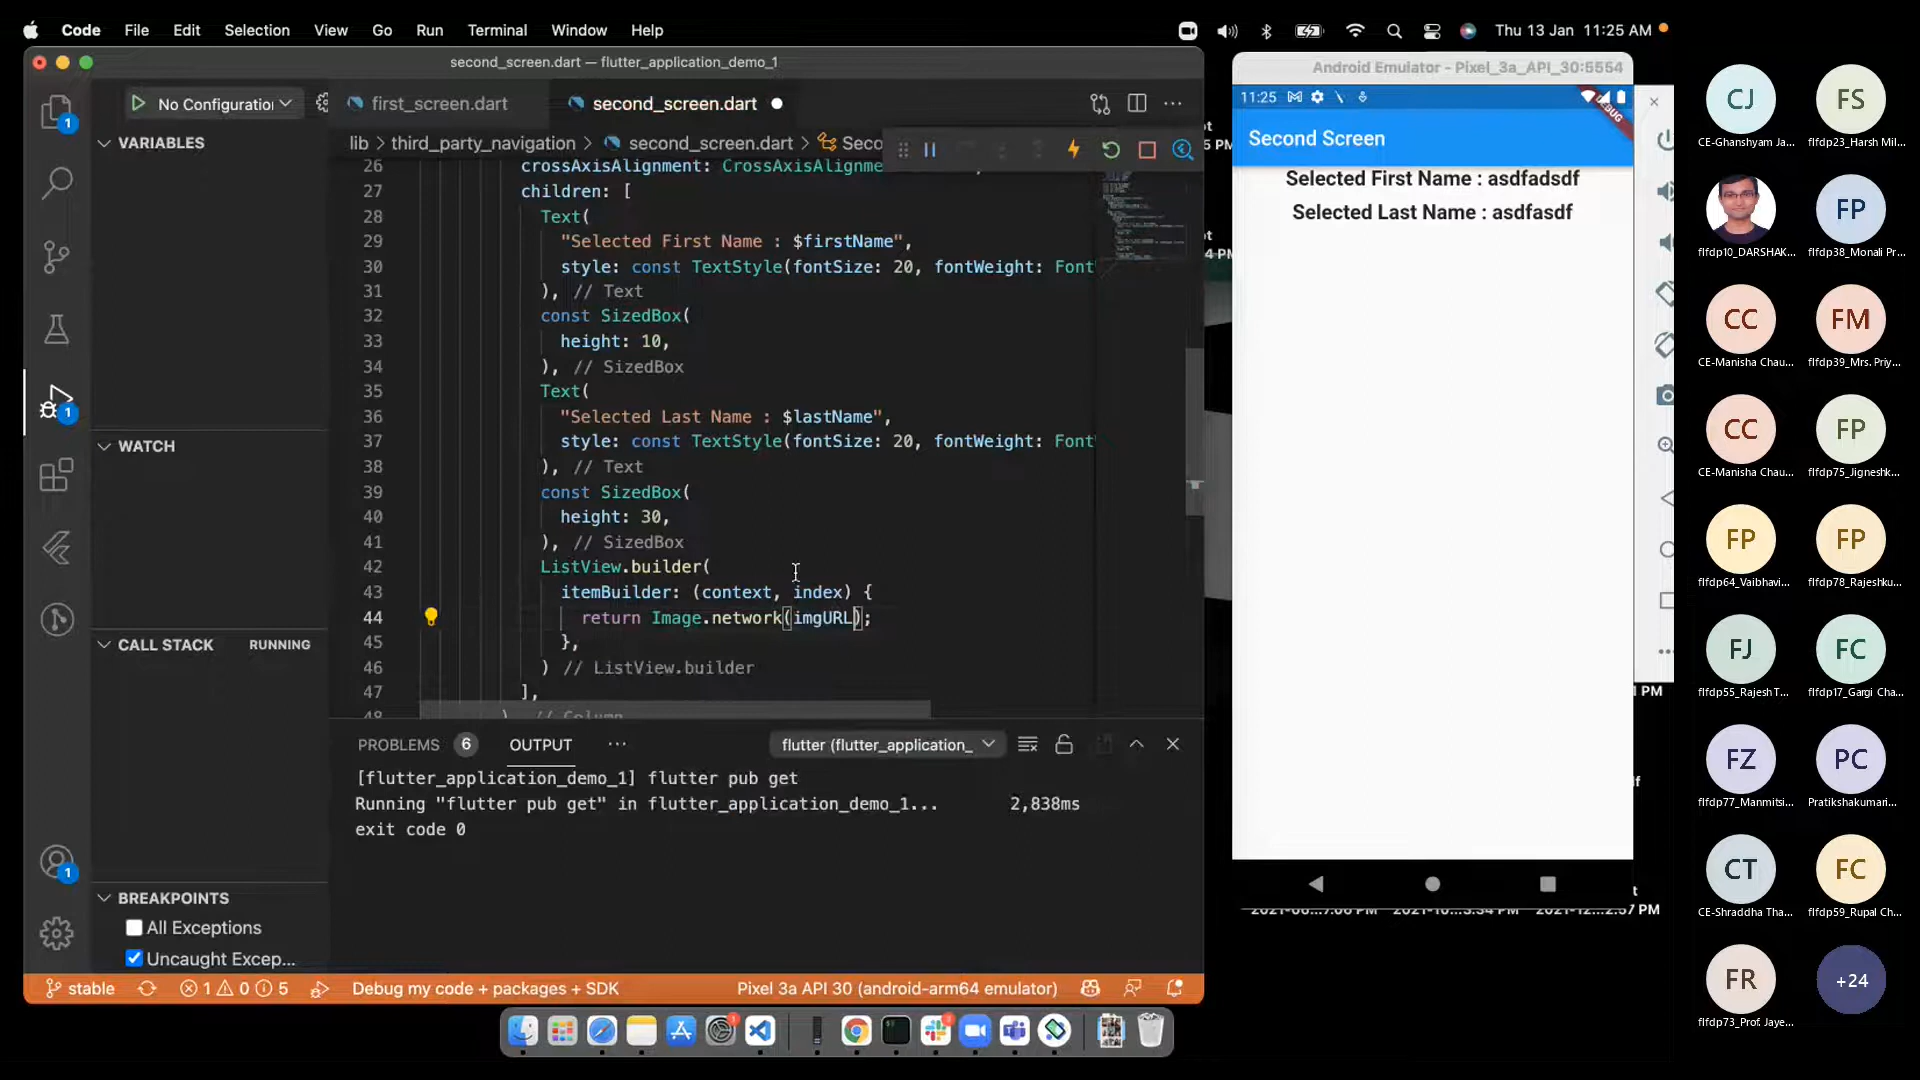 Code File Edit Selection View Go Run Terminal Window Help
Thu 13 Jan 11:25 AM
second_screen.dart — flutter_application_demo_1
No Configuration
first_screen.dart
second_screen.dart
lib > third_party_navigation > second_screen.dart > Seco
VARIABLES
WATCH
CALL STACK RUNNING
BREAKPOINTS
All Exceptions
Uncaught Excep...
26 crossAxisAlignment: CrossAxisAlignme
27 children: [
28 Text(
29 "Selected First Name : $firstName",
30 style: const TextStyle(fontSize: 20, fontWeight: Font
31 ), // Text
32 const SizedBox(
33 height: 10,
34 ), // SizedBox
35 Text(
36 "Selected Last Name : $lastName",
37 style: const TextStyle(fontSize: 20, fontWeight: Font
38 ), // Text
39 const SizedBox(
40 height: 30,
41 ), // SizedBox
42 ListView.builder(
43 itemBuilder: (context, index) {
44 return Image.network(imgURL);
45 },
46 ) // ListView.builder
47 ],
48 ), // Column
PROBLEMS 6 OUTPUT ...
flutter (flutter_application_
[flutter_application_demo_1] flutter pub get
Running "flutter pub get" in flutter_application_demo_1... 2,838ms
exit code 0
stable
1 0 5
Debug my code + packages + SDK
Pixel 3a API 30 (android-arm64 emulator)
Android Emulator - Pixel_3a_API_30:5554
11:25
DEBUG
Second Screen
Selected First Name : asdfadsdf
Selected Last Name : asdfasdf
CJ FS
CE-Ghanshyam Ja... flfdp23_Harsh Mil...
FP
flfdp10_DARSHAK... flfdp38_Monali Pr...
CC FM
CE-Manisha Chau... flfdp39_Mrs. Priy...
CC FP
CE-Manisha Chau... flfdp75_Jigneshk...
FP FP
flfdp64_Vaibhavi... flfdp78_Rajeshku...
FJ FC
flfdp55_Rajesh T... flfdp17_Gargi Cha...
FZ PC
flfdp77_Manmitsi... Pratikshakumari...
CT FC
CE-Shraddha Tha... flfdp59_Rupal Ch...
FR +24
flfdp73_Prof. Jaye...